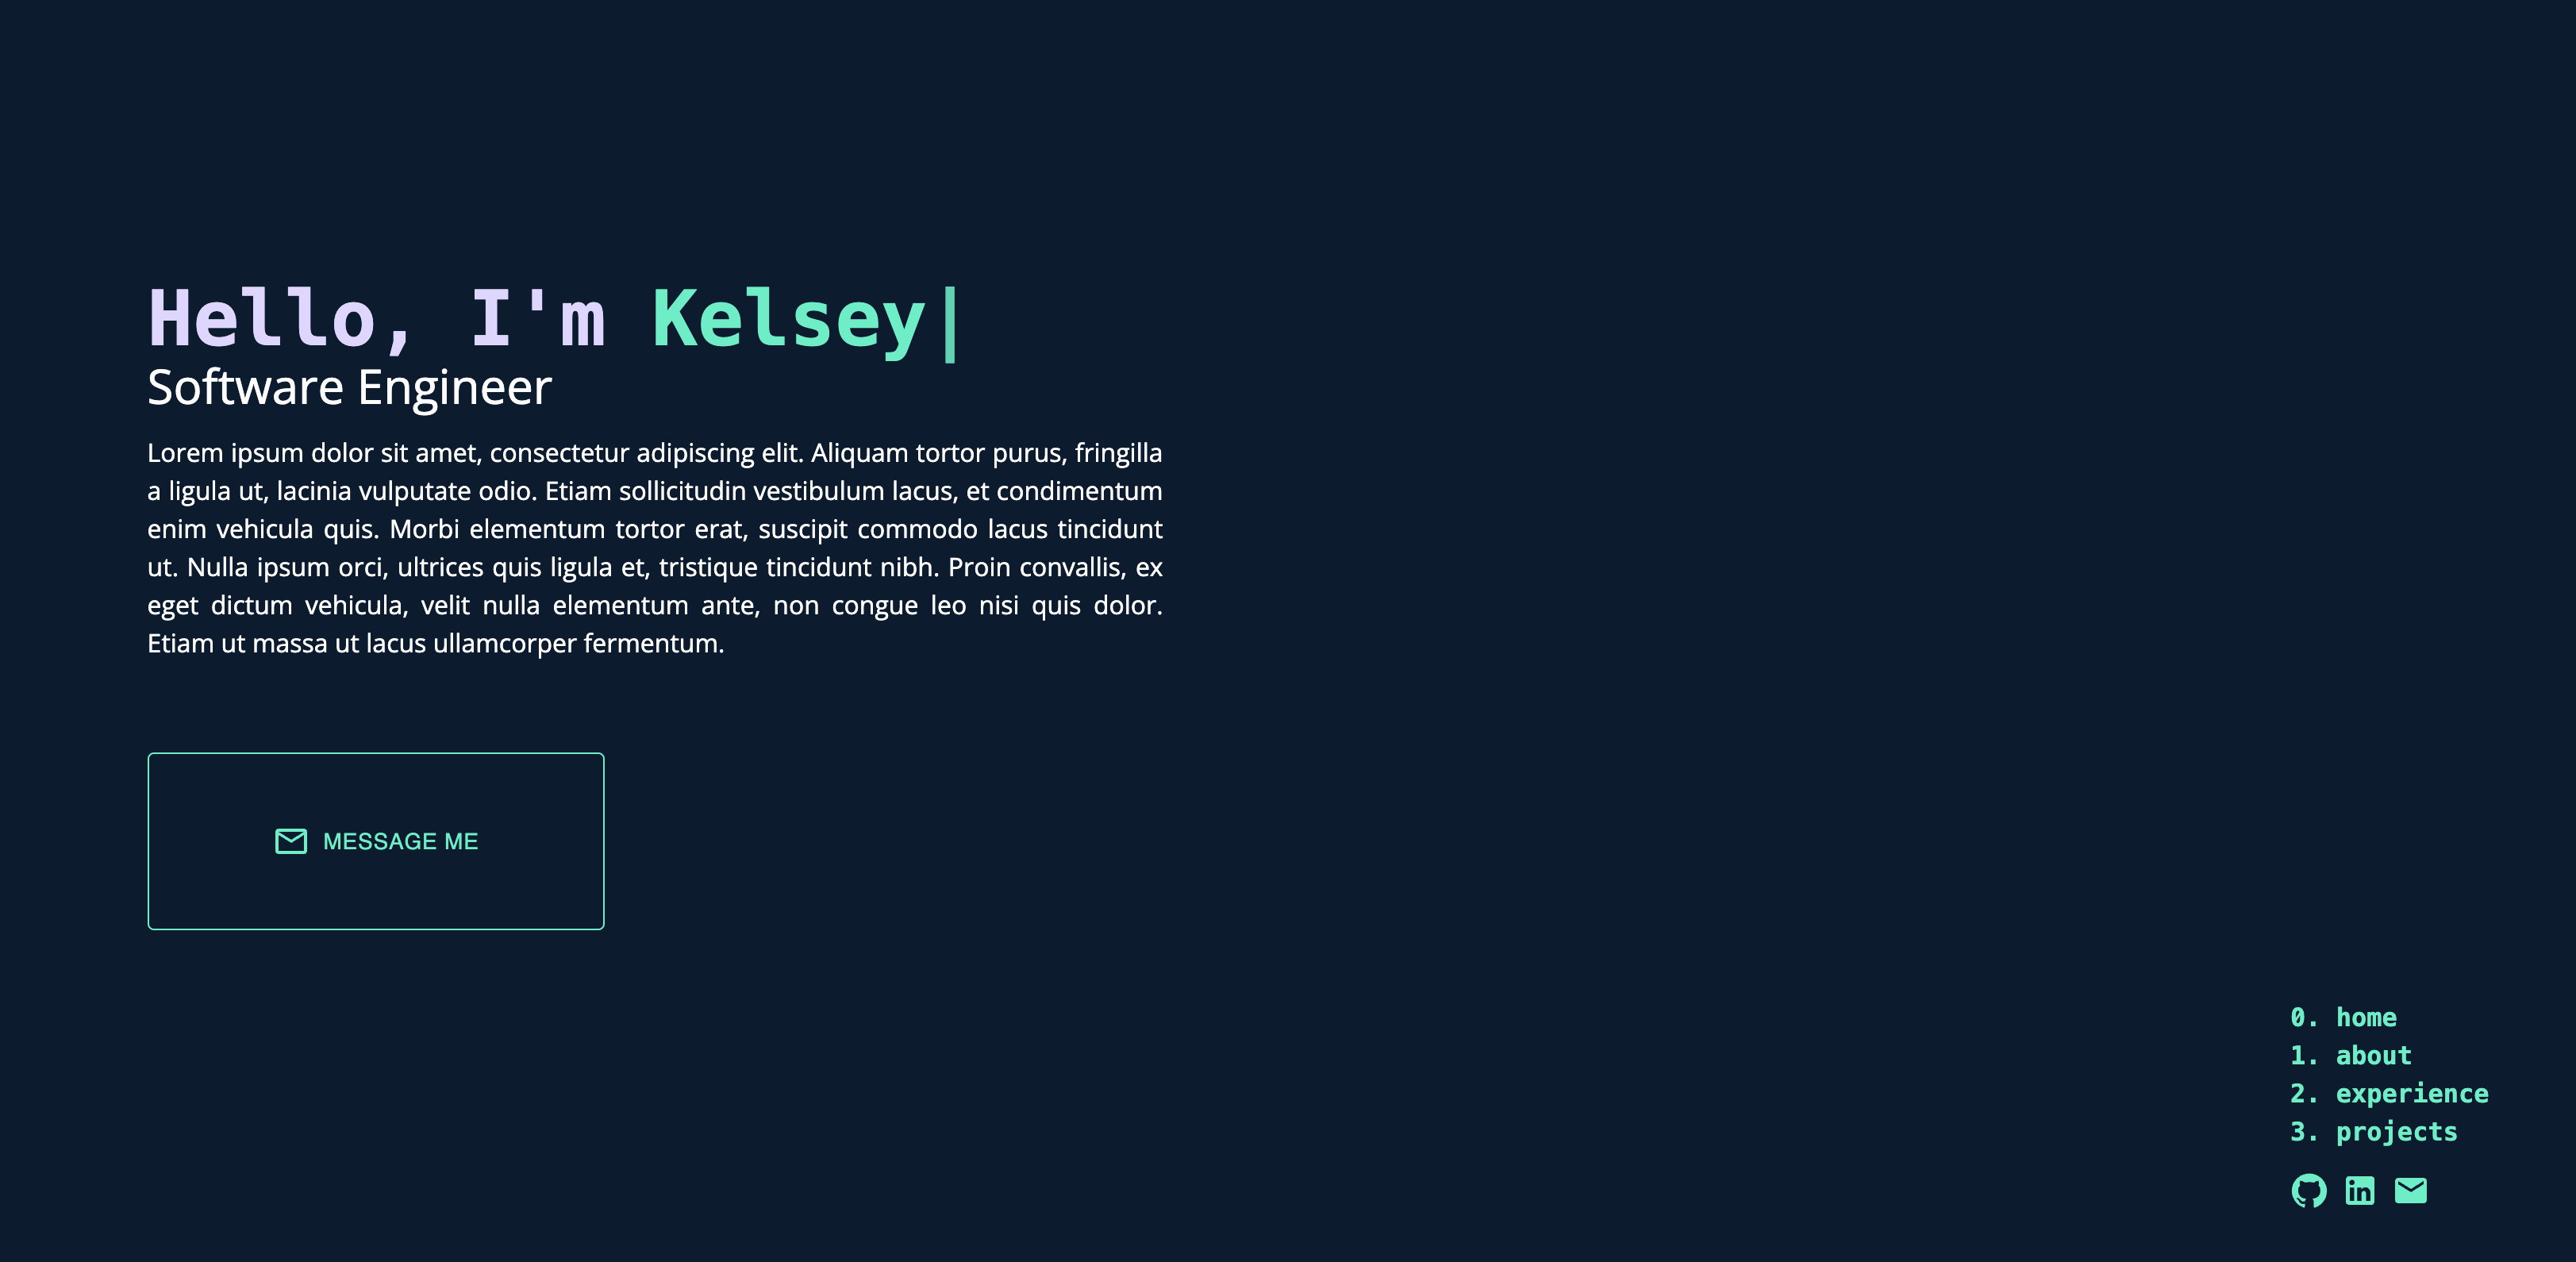 Hello, I'm Kelsey|
Software Engineer
Lorem ipsum dolor sit amet, consectetur adipiscing elit. Aliquam tortor purus, fringilla
a ligula ut, lacinia vulputate odio. Etiam sollicitudin vestibulum lacus, et condimentum
enim vehicula quis. Morbi elementum tortor erat, suscipit commodo lacus tincidunt
ut. Nulla ipsum orci, ultrices quis ligula et, tristique tincidunt nibh. Proin convallis, ex
eget dictum vehicula, velit nulla elementum ante, non congue leo nisi quis dolor.
Etiam ut massa ut lacus ullamcorper fermentum.
MESSAGE ME
0. home
1. about
2. experience
3. projects
in